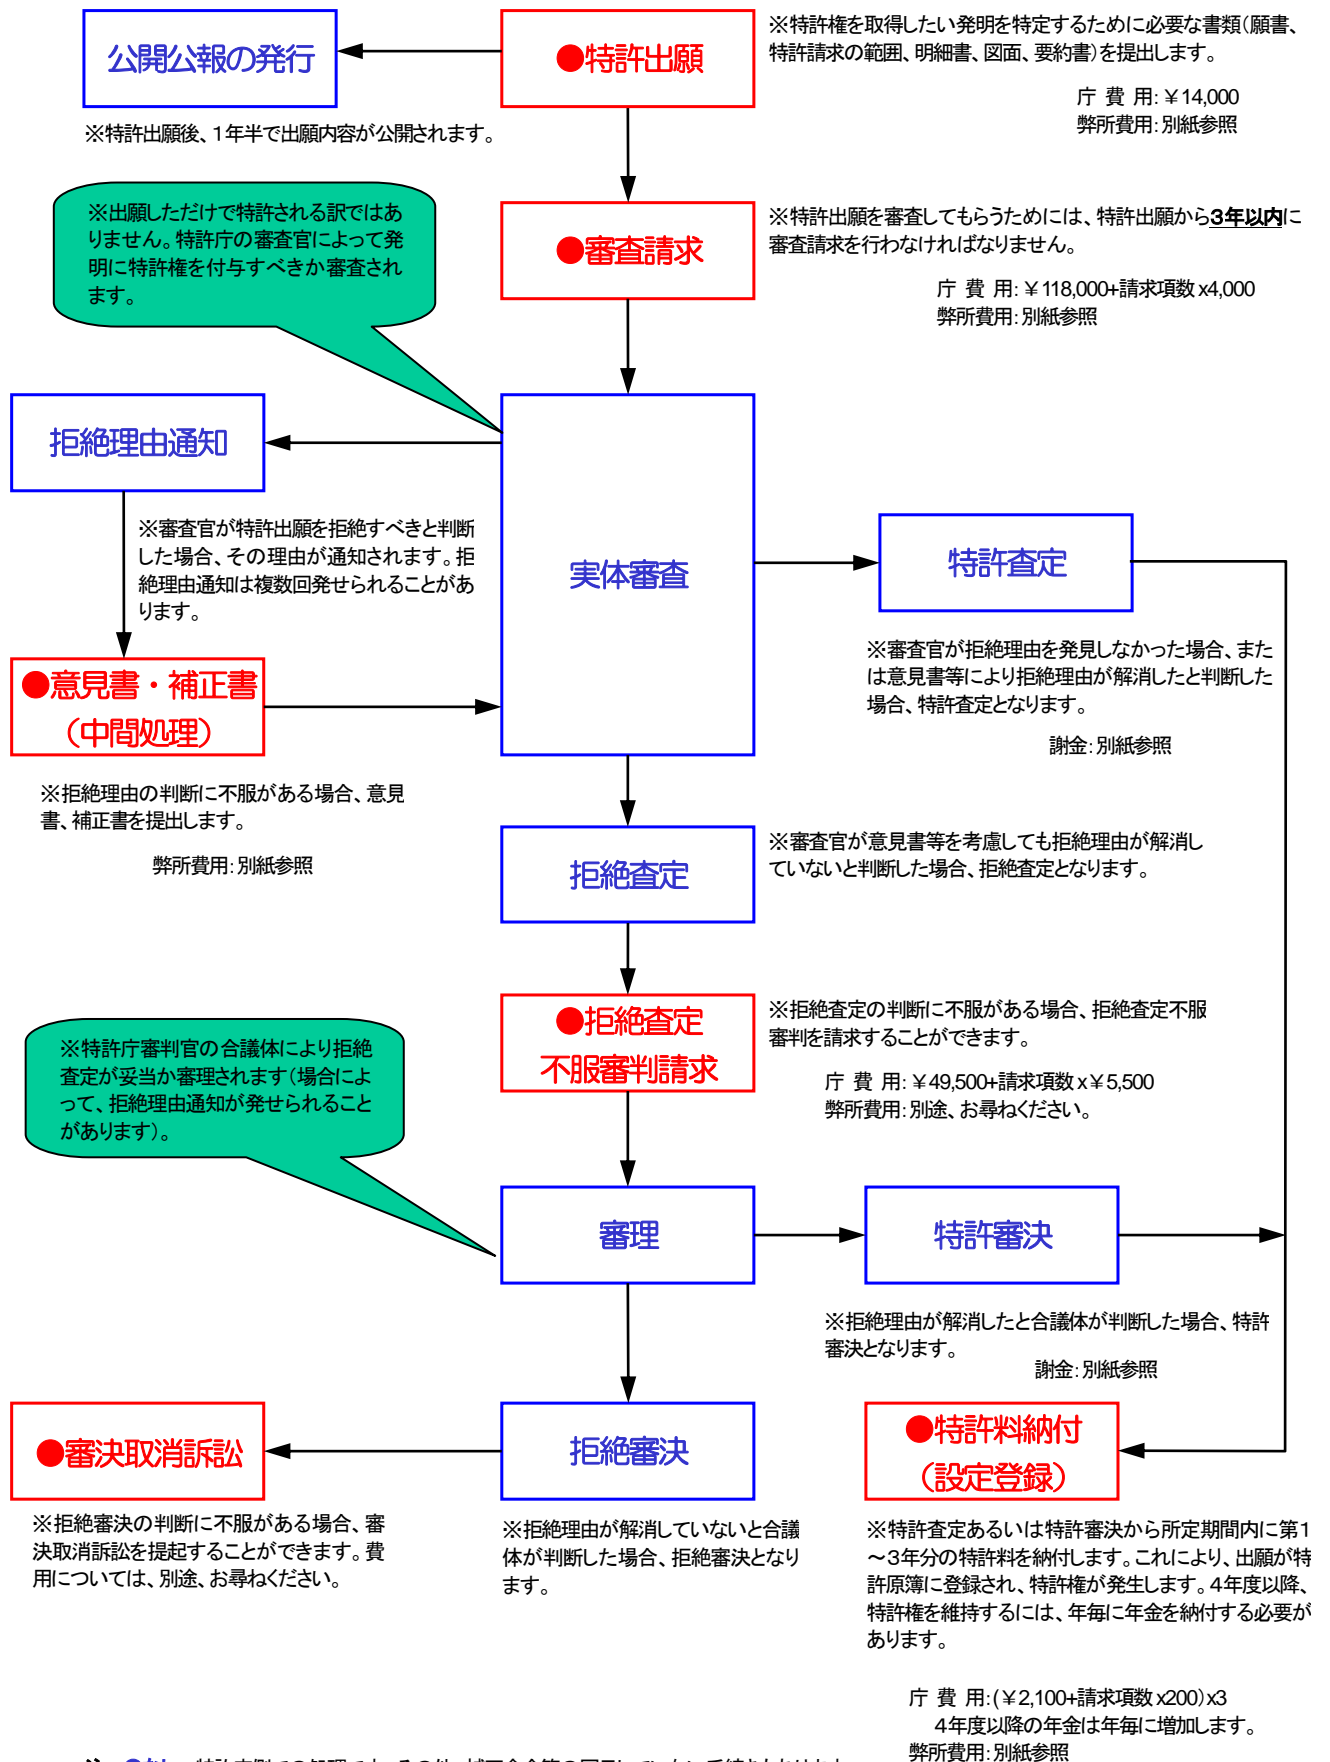 公開公報の発行
●特許出願
※特許権を取得したい発明を特定するために必要な書類(願書、
特許請求の範囲、明細書、図面、要約書)を提出します。
庁 費 用:￥14,000
弊所費用:別紙参照
※特許出願後、1年半で出願内容が公開されます。
※出願しただけで特許される訳ではあ
りません。特許庁の審査官によって発
明に特許権を付与すべきか審査され
ます。
●審査請求
※特許出願を審査してもらうためには、特許出願から3年以内に
審査請求を行わなければなりません。
庁 費 用:￥118,000+請求項数x4,000
弊所費用:別紙参照
拒絶理由通知
※審査官が特許出願を拒絶すべきと判断
した場合、その理由が通知されます。拒
絶理由通知は複数回発せられることがあ
ります。
実体審査
特許査定
※審査官が拒絶理由を発見しなかった場合、また
は意見書等により拒絶理由が解消したと判断した
場合、特許査定となります。
謝金:別紙参照
●意見書・補正書
(中間処理)
※拒絶理由の判断に不服がある場合、意見
書、補正書を提出します。
弊所費用:別紙参照
拒絶査定
※審査官が意見書等を考慮しても拒絶理由が解消し
ていないと判断した場合、拒絶査定となります。
●拒絶査定
不服審判請求
※拒絶査定の判断に不服がある場合、拒絶査定不服
審判を請求することができます。
庁 費 用:￥49,500+請求項数x￥5,500
弊所費用:別途、お尋ねください。
※特許庁審判官の合議体により拒絶
査定が妥当か審理されます(場合によ
って、拒絶理由通知が発せられること
があります)。
審理
特許審決
※拒絶理由が解消したと合議体が判断した場合、特許
審決となります。
謝金:別紙参照
●審決取消訴訟
※拒絶審決の判断に不服がある場合、審
決取消訴訟を提起することができます。費
用については、別途、お尋ねください。
拒絶審決
※拒絶理由が解消していないと合議
体が判断した場合、拒絶審決となり
ます。
●特許料納付
(設定登録)
※特許査定あるいは特許審決から所定期間内に第1
～3年分の特許料を納付します。これにより、出願が特
許原簿に登録され、特許権が発生します。4年度以降、
特許権を維持するには、年毎に年金を納付する必要が
あります。
庁 費 用:(￥2,100+請求項数x200)x3
4年度以降の年金は年毎に増加します。
弊所費用:別紙参照